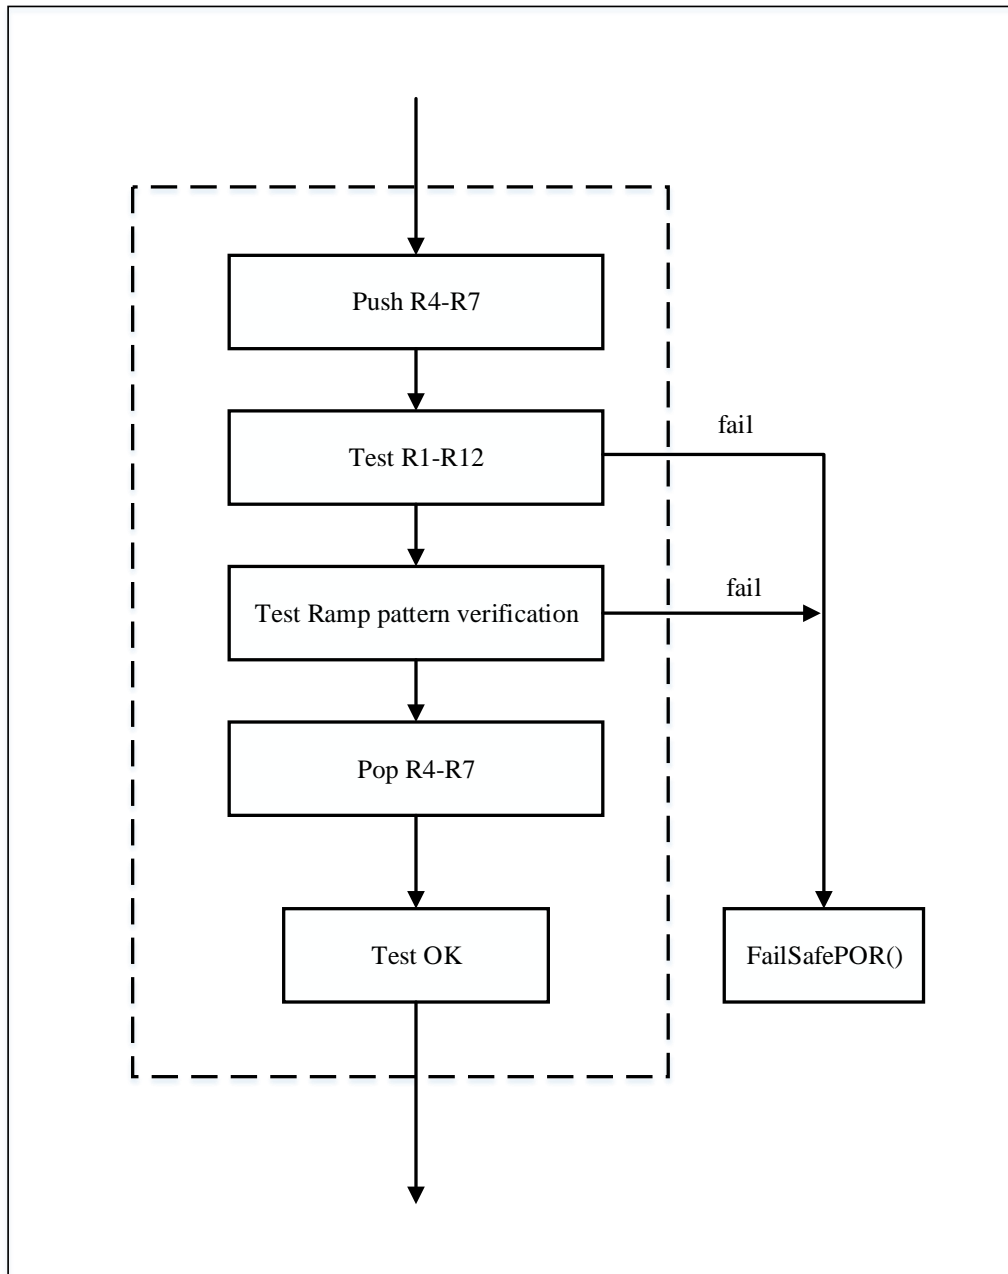 Push R4-R7
Test R1-R12
fail
Test Ramp pattern verification
fail
Pop R4-R7
Test OK
FailSafePOR()